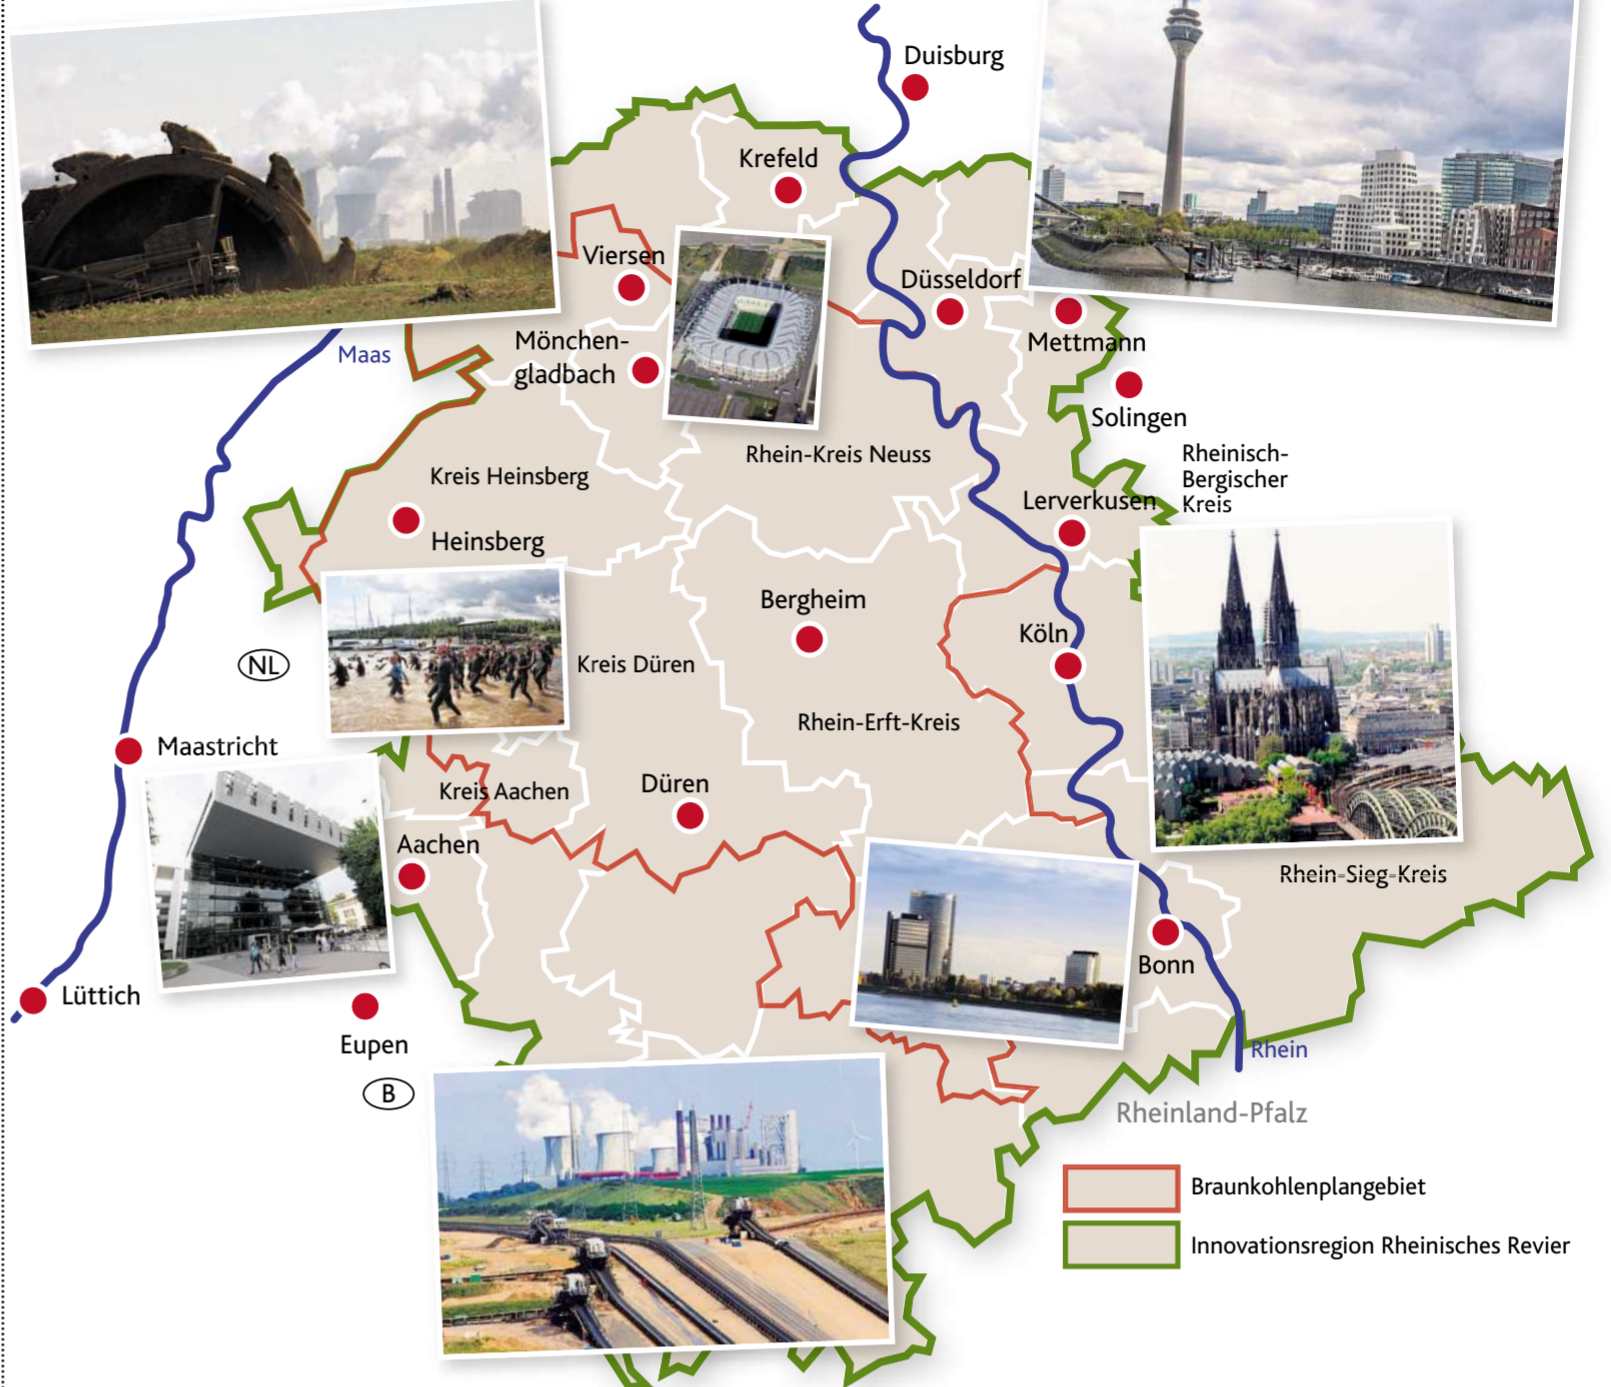 Duisburg
Krefeld
Viersen
Düsseldorf
Mönchen-
gladbach
Maas
Mettmann
Solingen
Rhein-Kreis Neuss
Rheinisch-
Bergischer
Kreis
Kreis Heinsberg
Lerverkusen
Heinsberg
Bergheim
Köln
NL
Kreis Düren
Rhein-Erft-Kreis
Maastricht
Kreis Aachen
Düren
Aachen
Rhein-Sieg-Kreis
Bonn
Lüttich
Eupen
Rhein
B
Rheinland-Pfalz
Braunkohlenplangebiet
Innovationsregion Rheinisches Revier